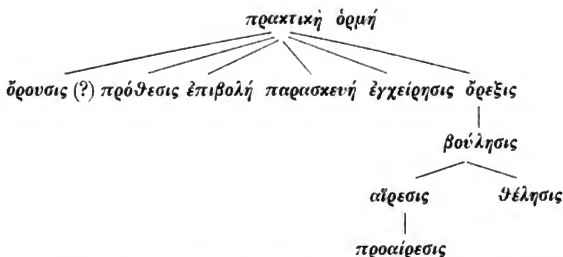 πρακτικὴ ὁρμή
ὄρουσις (?) πρόθεσις ἐπιβολή παρασκευή ἐγχείρησις ὄρεξις
βούλησις
αἵρεσις θέλησις
προαίρεσις